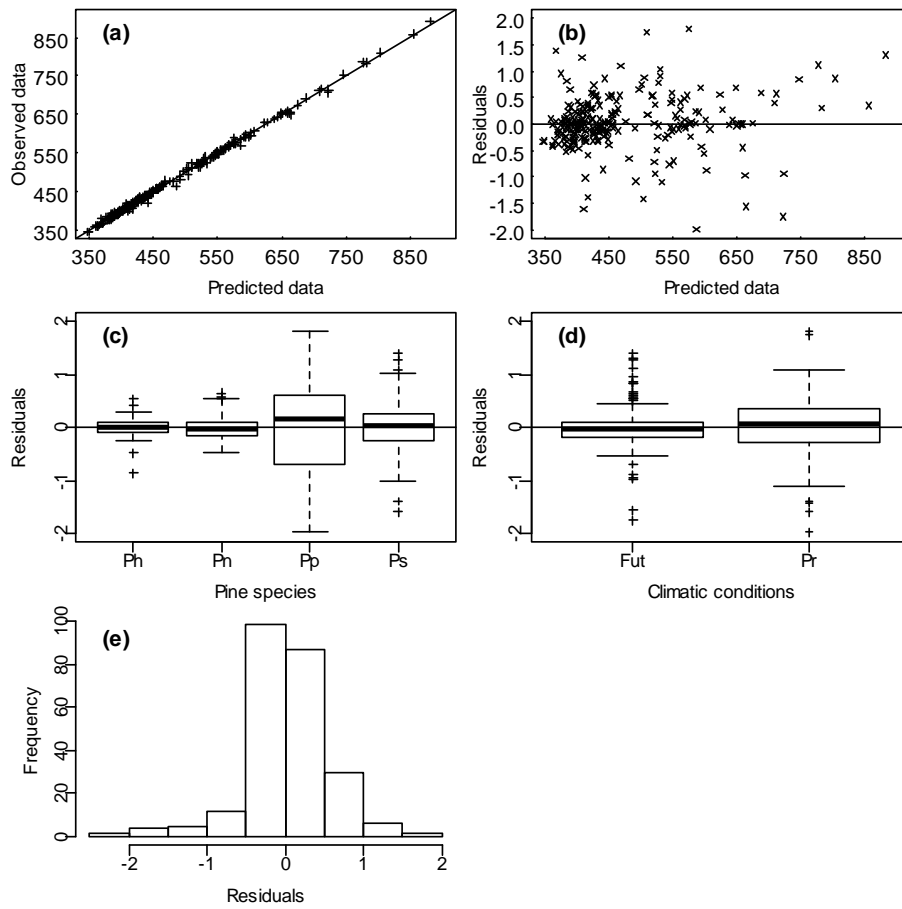 (a)
Observed data
850
750
650
550
450
350
350 450 550 650 750 850
Predicted data
(b)
Residuals
2.0
1.5
1.0
0.5
0.0
-0.5
-1.0
-1.5
-2.0
350 450 550 650 750 850
Predicted data
(c)
Residuals
2
1
0
-1
-2
Ph Pn Pp Ps
Pine species
(d)
Residuals
2
1
0
-1
-2
Fut Pr
Climatic conditions
(e)
Frequency
100
80
60
40
20
0
-2 -1 0 1 2
Residuals